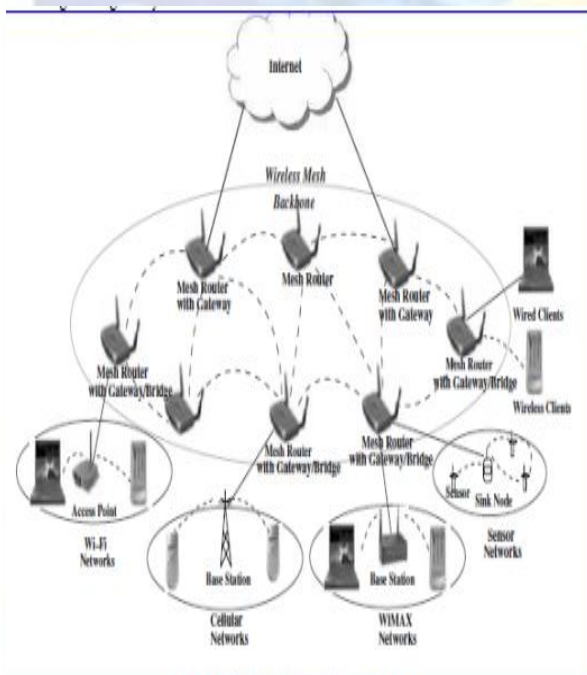 Internet
Wireless Mesh
Backbone
Mesh Router
with Gateway
Mesh Router
Mesh Router
with Gateway
Wired Clients
Mesh Router
with Gateway/Bridge
Mesh Router
with Gateway/Bridge
Wireless Clients
Mesh Router
with Gateway/Bridge
Mesh Router
with Gateway/Bridge
Access Point
Wi-Fi
Networks
Sensor
Sink Node
Sensor
Networks
Base Station
Cellular
Networks
Base Station
WiMAX
Networks